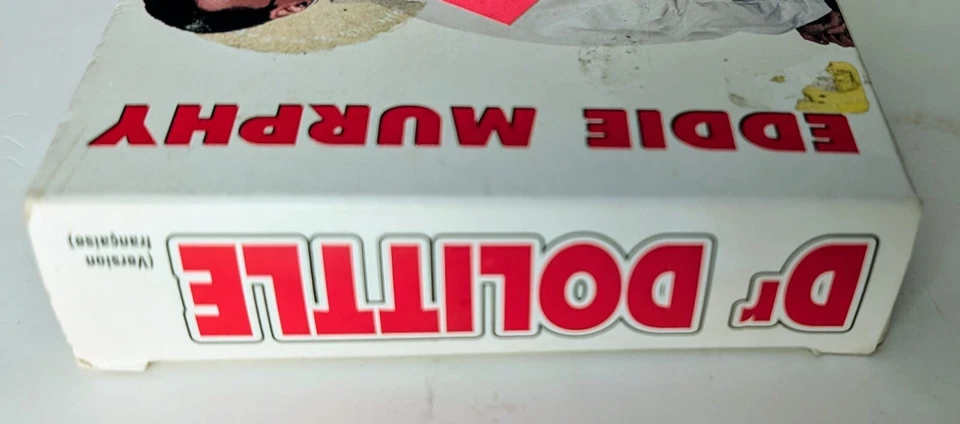 Dr DOLITTLE
(Version
française)
EDDIE MURPHY